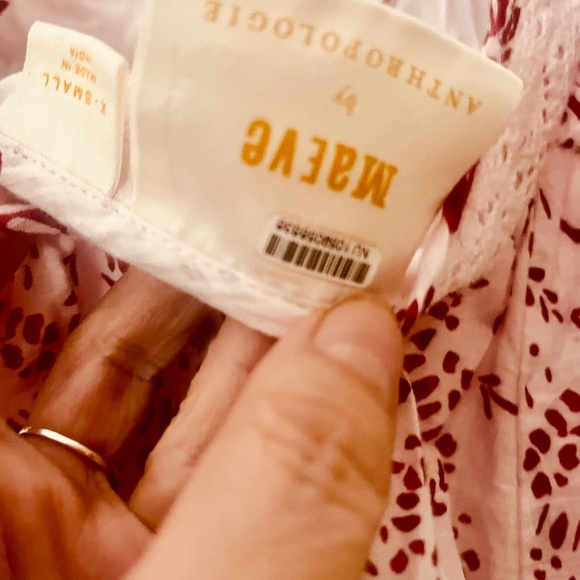 Maeve
by
ANTHROPOLOGIE
X-SMALL
MADE IN
INDIA